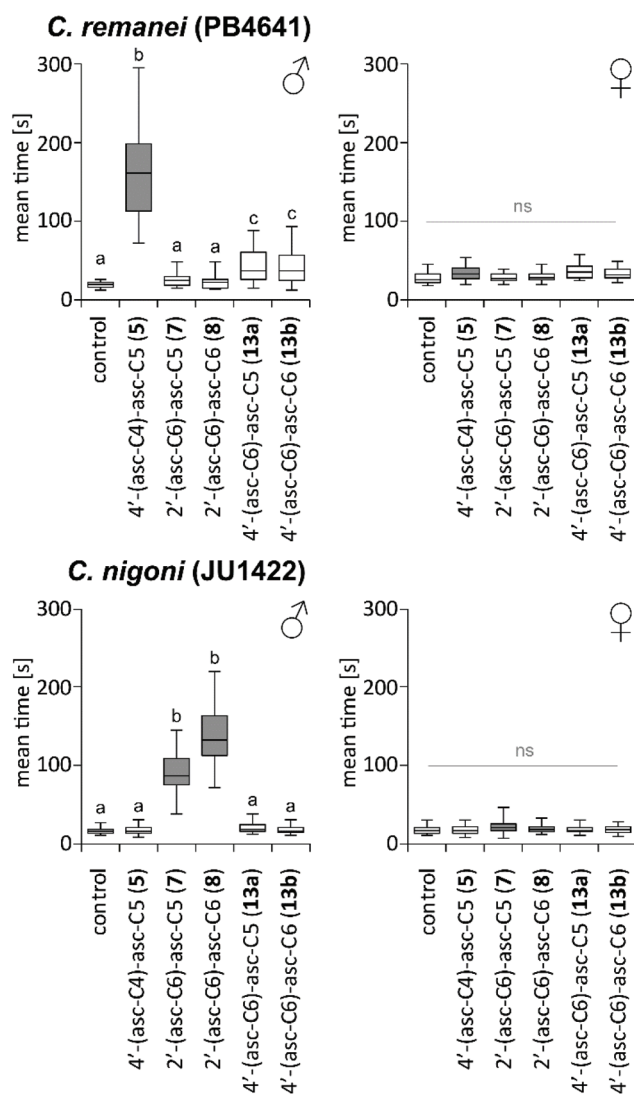 C. remanei (PB4641)
mean time [s]
300
200
100
0
a
b
a
a
c
c
control
4′-(asc-C4)-asc-C5 (5)
2′-(asc-C6)-asc-C5 (7)
2′-(asc-C6)-asc-C6 (8)
4′-(asc-C6)-asc-C5 (13a)
4′-(asc-C6)-asc-C6 (13b)
mean time [s]
300
200
100
0
ns
control
4′-(asc-C4)-asc-C5 (5)
2′-(asc-C6)-asc-C5 (7)
2′-(asc-C6)-asc-C6 (8)
4′-(asc-C6)-asc-C5 (13a)
4′-(asc-C6)-asc-C6 (13b)
C. nigoni (JU1422)
mean time [s]
300
200
100
0
a
a
b
b
a
a
control
4′-(asc-C4)-asc-C5 (5)
2′-(asc-C6)-asc-C5 (7)
2′-(asc-C6)-asc-C6 (8)
4′-(asc-C6)-asc-C5 (13a)
4′-(asc-C6)-asc-C6 (13b)
mean time [s]
300
200
100
0
ns
control
4′-(asc-C4)-asc-C5 (5)
2′-(asc-C6)-asc-C5 (7)
2′-(asc-C6)-asc-C6 (8)
4′-(asc-C6)-asc-C5 (13a)
4′-(asc-C6)-asc-C6 (13b)